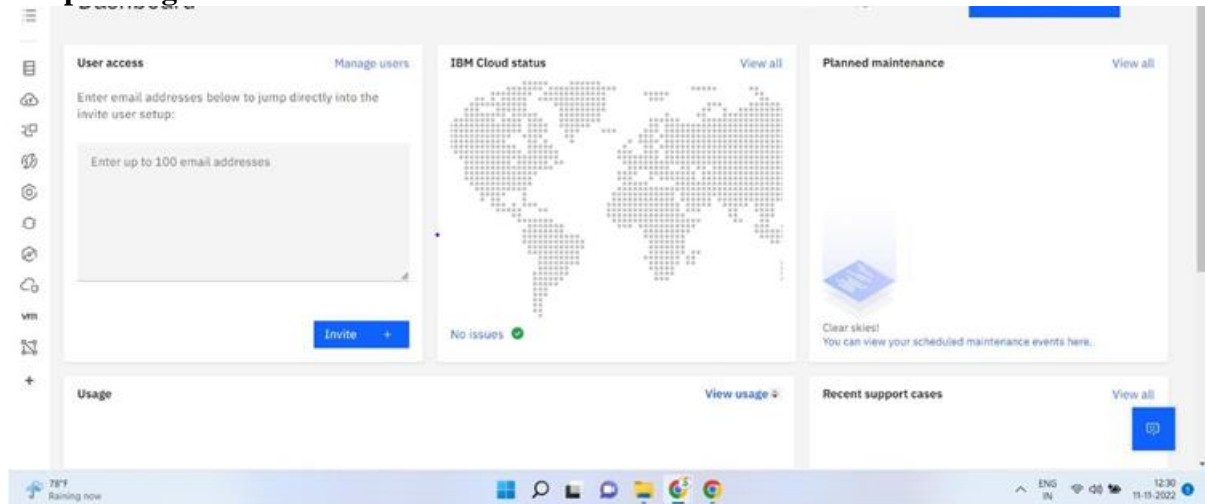 Dashboard
User access
Manage users
Enter email addresses below to jump directly into the
invite user setup:
Enter up to 100 email addresses
Invite +
IBM Cloud status
View all
No issues
Planned maintenance
View all
Clear skies!
You can view your scheduled maintenance events here.
Usage
View usage
Recent support cases
View all
vm
78°F
Raining now
ENG
IN
12:30
11-11-2022